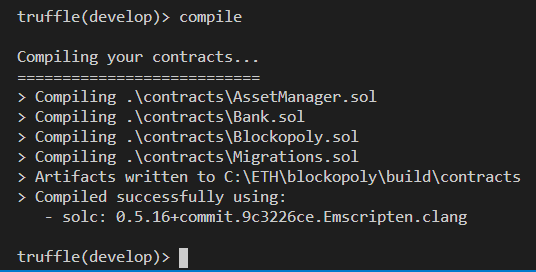 truffle(develop)> compile
Compiling your contracts...
===========================
> Compiling .\contracts\AssetManager.sol
> Compiling .\contracts\Bank.sol
> Compiling .\contracts\Blockopoly.sol
> Compiling .\contracts\Migrations.sol
> Artifacts written to C:\ETH\blockopoly\build\contracts
> Compiled successfully using:
   - solc: 0.5.16+commit.9c3226ce.Emscripten.clang
truffle(develop)>